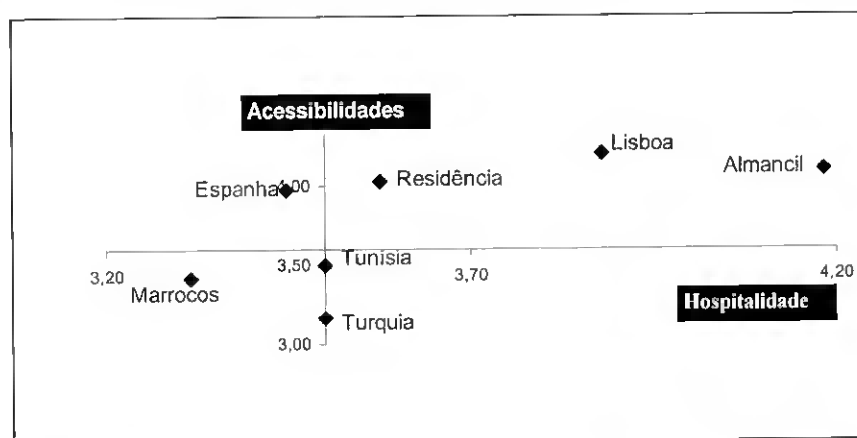 Acessibilidades
Lisboa
Almancil
Residência
Espanha
4,00
Tunísia
3,50
3,20
3,70
4,20
Marrocos
Hospitalidade
Turquia
3,00